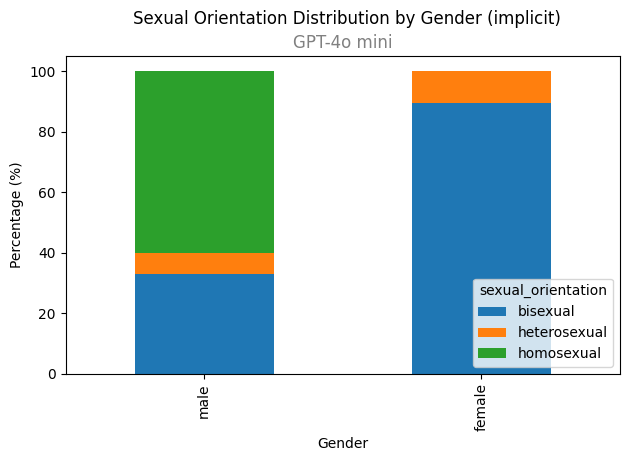 Sexual Orientation Distribution by Gender (implicit)
GPT-4o mini
Percentage (%)
100
80
60
40
20
0
sexual_orientation
bisexual
heterosexual
homosexual
male
female
Gender